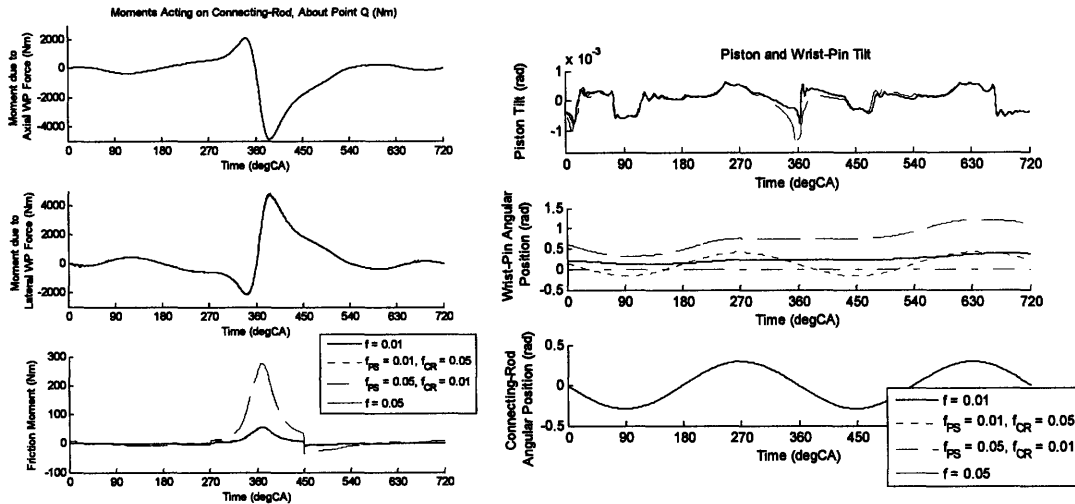 Moments Acting on Connecting-Rod, About Point Q (Nm)
Moment due to
Axial WP Force (Nm)
2000
0
-2000
-4000
0 90 180 270 360 450 540 630 720
Time (degCA)
Moment due to
Lateral WP Force (Nm)
4000
2000
0
-2000
0 90 180 270 360 450 540 630 720
Time (degCA)
Friction Moment (Nm)
300
200
100
0
-100
0 90 180 270 360 450 540 630 720
Time (degCA)
f = 0.01
fPS = 0.01, fCR = 0.05
fPS = 0.05, fCR = 0.01
f = 0.05
Piston and Wrist-Pin Tilt
x 10-3
Piston Tilt (rad)
1
0
-1
0 90 180 270 360 450 540 630 720
Time (degCA)
Wrist-Pin Angular
Position (rad)
1.5
1
0.5
0
-0.5
0 90 180 270 360 450 540 630 720
Time (degCA)
Connecting-Rod
Angular Position (rad)
0.5
0
-0.5
0 90 180 270 360 450
Time (degCA)
f = 0.01
fPS = 0.01, fCR = 0.05
fPS = 0.05, fCR = 0.01
f = 0.05